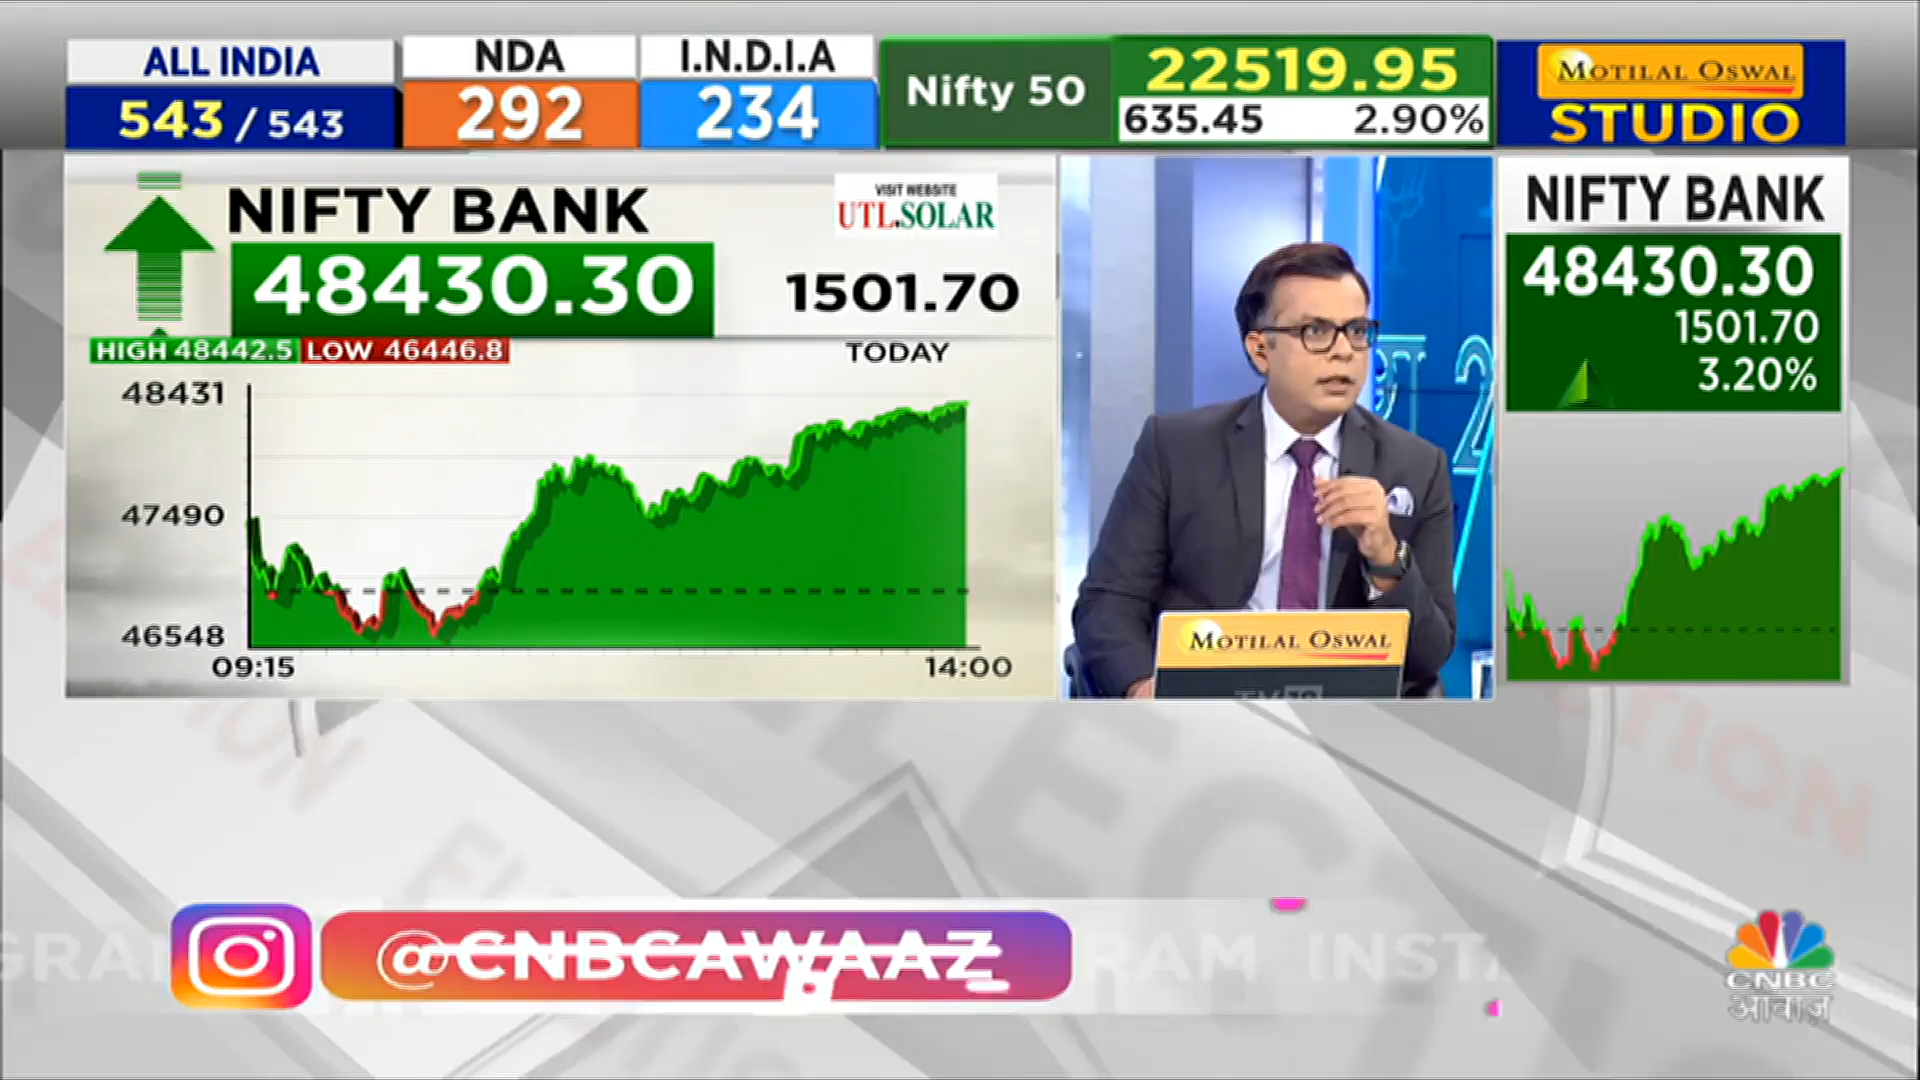 ALL INDIA
543 / 543
NDA
292
I.N.D.I.A
234
Nifty 50
22519.95
635.45 2.90%
MOTILAL OSWAL
STUDIO
NIFTY BANK
48430.30
1501.70
VISIT WEBSITE
UTL.SOLAR
HIGH 48442.5 LOW 46446.8
TODAY
48431
47490
46548
09:15 14:00
MOTILAL OSWAL
NIFTY BANK
48430.30
1501.70
3.20%
@CNBCAWAAZ
CNBC
आवाज़